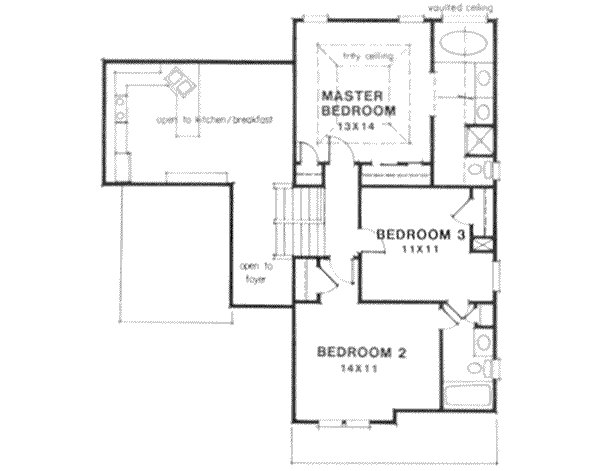 vaulted ceiling
tray ceiling
MASTER
BEDROOM
13X14
open to kitchen/breakfast
BEDROOM 3
11X11
open to
foyer
BEDROOM 2
14X11